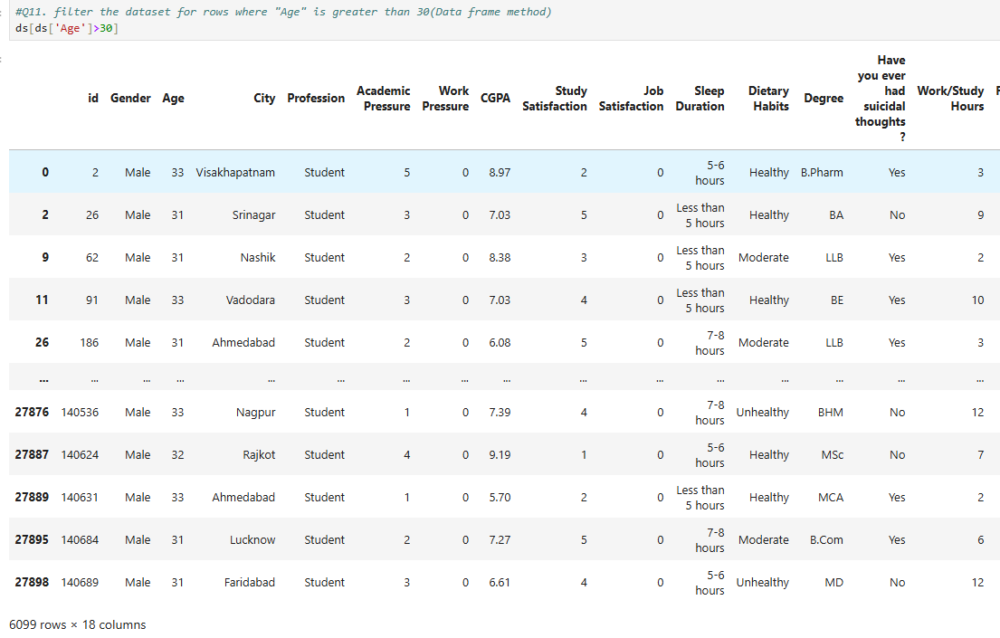 #Q11. filter the dataset for rows where "Age" is greater than 30(Data frame method)
ds[ds['Age']>30]
id Gender Age City Profession Academic Pressure Work Pressure CGPA Study Satisfaction Job Satisfaction Sleep Duration Dietary Habits Degree Have you ever had suicidal thoughts ? Work/Study Hours F
0 2 Male 33 Visakhapatnam Student 5 0 8.97 2 0 5-6 hours Healthy B.Pharm Yes 3
2 26 Male 31 Srinagar Student 3 0 7.03 5 0 Less than 5 hours Healthy BA No 9
9 62 Male 31 Nashik Student 2 0 8.38 3 0 Less than 5 hours Moderate LLB Yes 2
11 91 Male 33 Vadodara Student 3 0 7.03 4 0 Less than 5 hours Healthy BE Yes 10
26 186 Male 31 Ahmedabad Student 2 0 6.08 5 0 7-8 hours Moderate LLB Yes 3
... ... ... ... ... ... ... ... ... ... ... ... ... ... ... ...
27876 140536 Male 33 Nagpur Student 1 0 7.39 4 0 7-8 hours Unhealthy BHM No 12
27887 140624 Male 32 Rajkot Student 4 0 9.19 1 0 5-6 hours Healthy MSc No 7
27889 140631 Male 33 Ahmedabad Student 1 0 5.70 2 0 Less than 5 hours Healthy MCA Yes 2
27895 140684 Male 31 Lucknow Student 2 0 7.27 5 0 7-8 hours Moderate B.Com Yes 6
27898 140689 Male 31 Faridabad Student 3 0 6.61 4 0 5-6 hours Unhealthy MD No 12
6099 rows × 18 columns